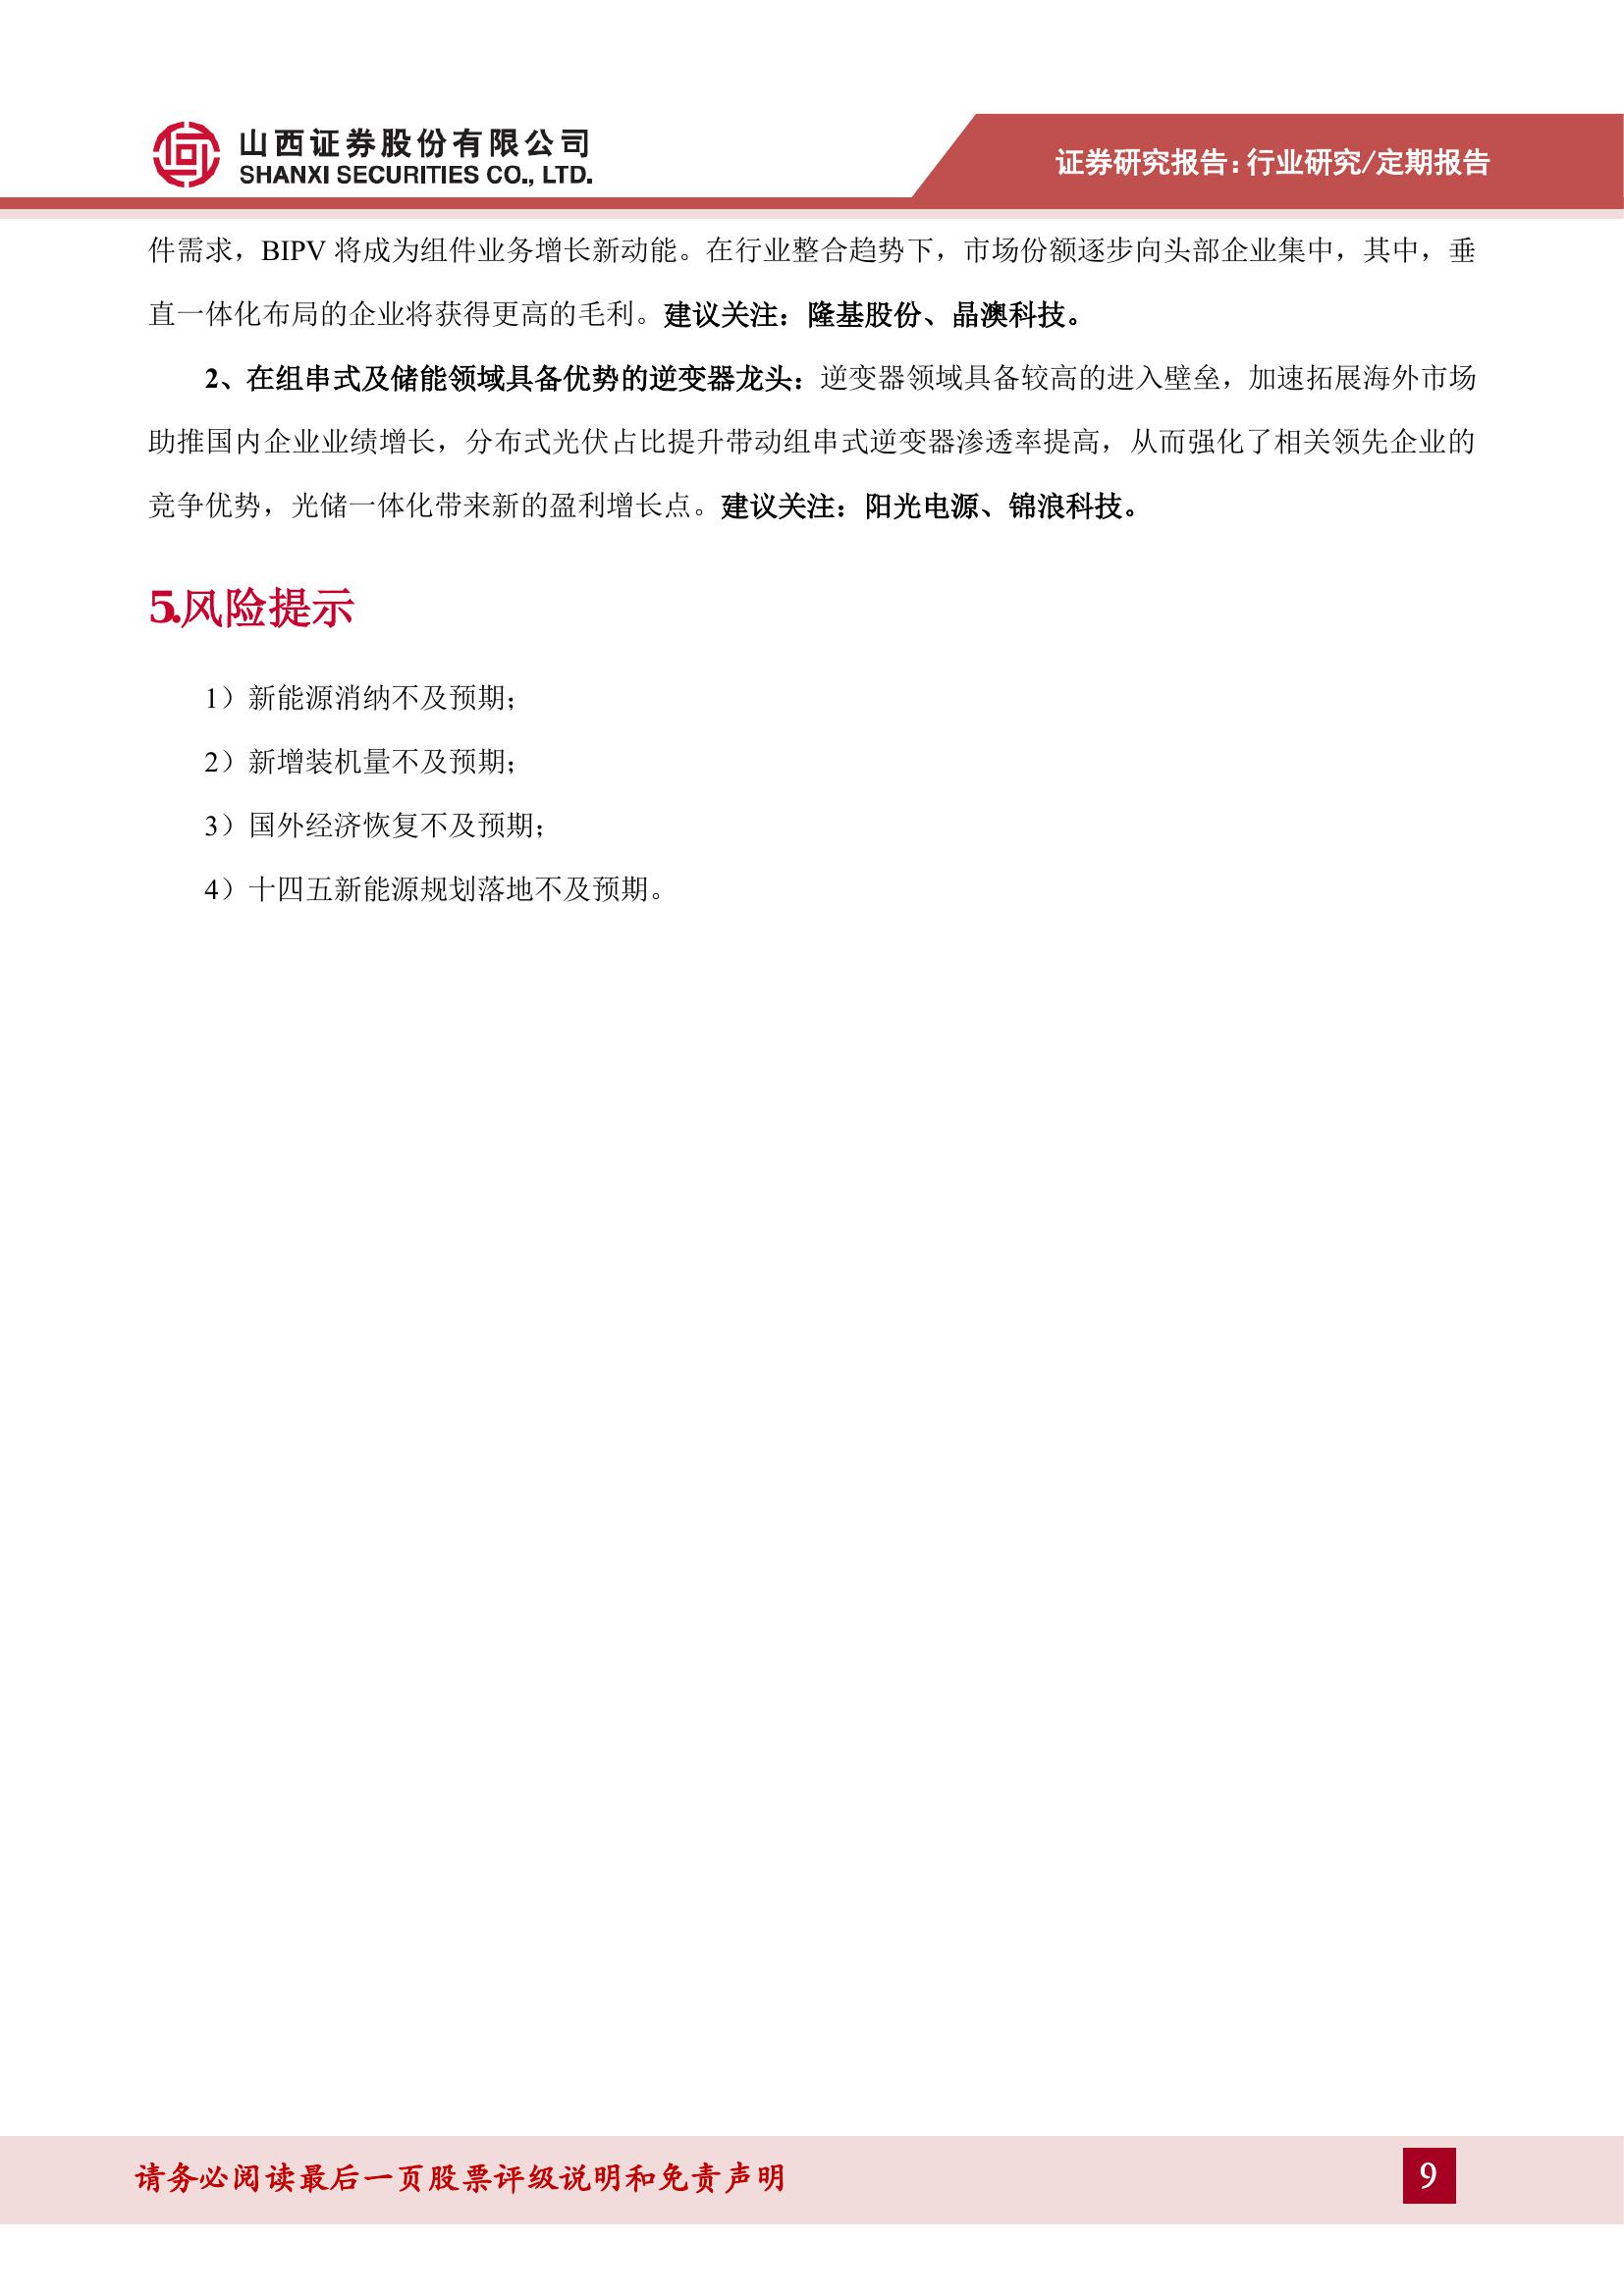 山西证券股份有限公司
SHANXI SECURITIES CO., LTD.
证券研究报告：行业研究/定期报告
件需求，BIPV 将成为组件业务增长新动能。在行业整合趋势下，市场份额逐步向头部企业集中，其中，垂
直一体化布局的企业将获得更高的毛利。建议关注：隆基股份、晶澳科技。
2、在组串式及储能领域具备优势的逆变器龙头：逆变器领域具备较高的进入壁垒，加速拓展海外市场
助推国内企业业绩增长，分布式光伏占比提升带动组串式逆变器渗透率提高，从而强化了相关领先企业的
竞争优势，光储一体化带来新的盈利增长点。建议关注：阳光电源、锦浪科技。
5.风险提示
1）新能源消纳不及预期；
2）新增装机量不及预期；
3）国外经济恢复不及预期；
4）十四五新能源规划落地不及预期。
请务必阅读最后一页股票评级说明和免责声明
9